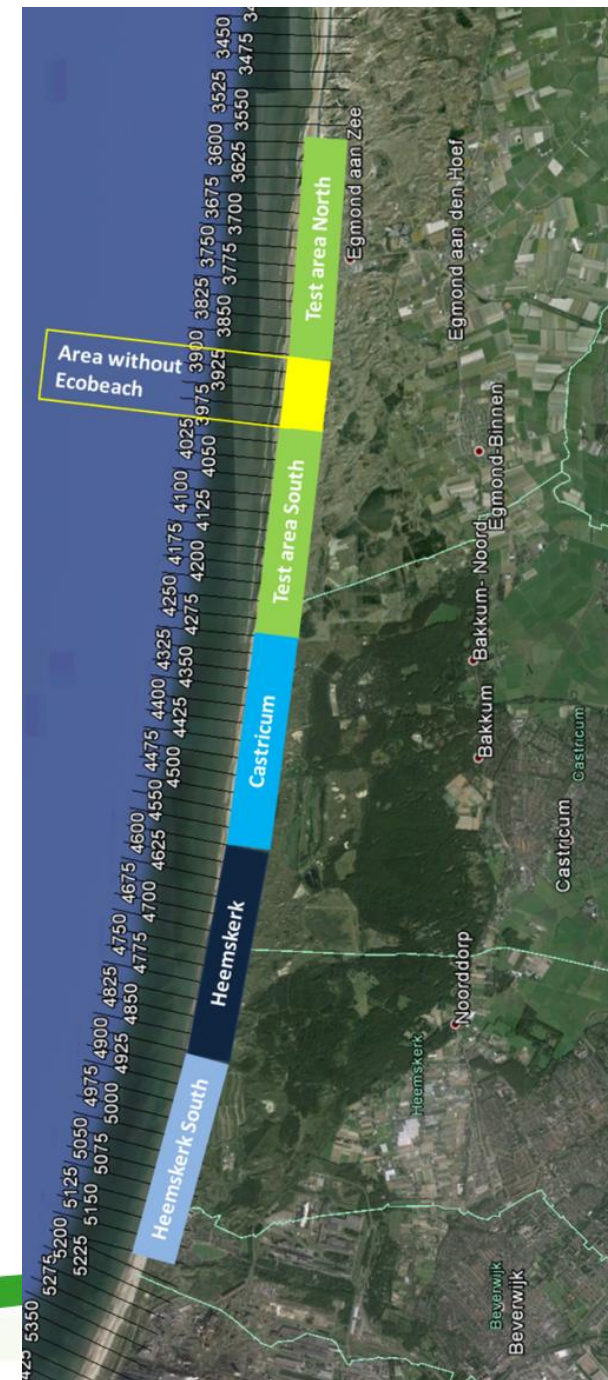 3450
34
3475
3525
3550
3600
3625
3675
3700
3750
3775
3825
3850
3900
3925
3975
4025
4050
4100
4125
4175
4200
4250
4275
4325
4350
4400
4425
4475
4500
4550
4600
4625
4675
4700
4750
4775
4825
4850
4900
4925
4975
5000
5050
5075
5125
5150
5200
5225
5275
5350
425
Area without
Ecobeach
Test area North
Test area South
Castricum
Heemskerk
Heemskerk South
Egmond aan Zee
Egmond aan den Hoef
Egmond-Binnen
Bakkum- Noord
Bakkum
Castricum
Castricum
Noorddorp
Heemskerk
Beverwijk
Beverwijk